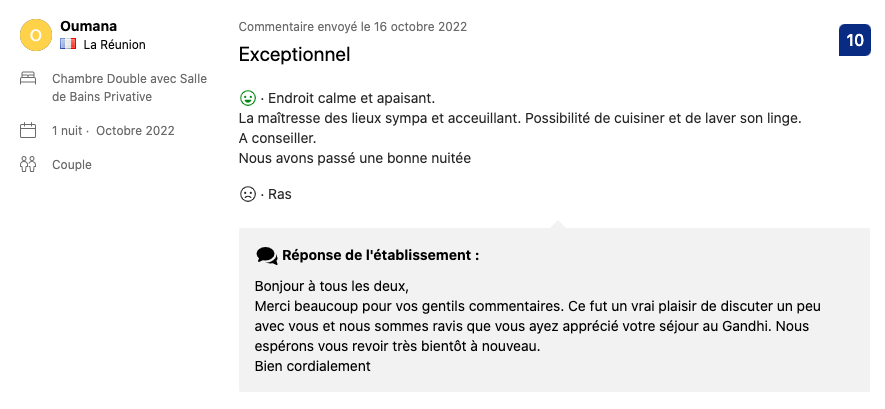 O
Oumana
La Réunion
Chambre Double avec Salle
de Bains Privative
1 nuit · Octobre 2022
Couple
Commentaire envoyé le 16 octobre 2022
Exceptionnel
10
· Endroit calme et apaisant.
La maîtresse des lieux sympa et acceuillant. Possibilité de cuisiner et de laver son linge.
A conseiller.
Nous avons passé une bonne nuitée
· Ras
Réponse de l'établissement :
Bonjour à tous les deux,
Merci beaucoup pour vos gentils commentaires. Ce fut un vrai plaisir de discuter un peu
avec vous et nous sommes ravis que vous ayez apprécié votre séjour au Gandhi. Nous
espérons vous revoir très bientôt à nouveau.
Bien cordialement